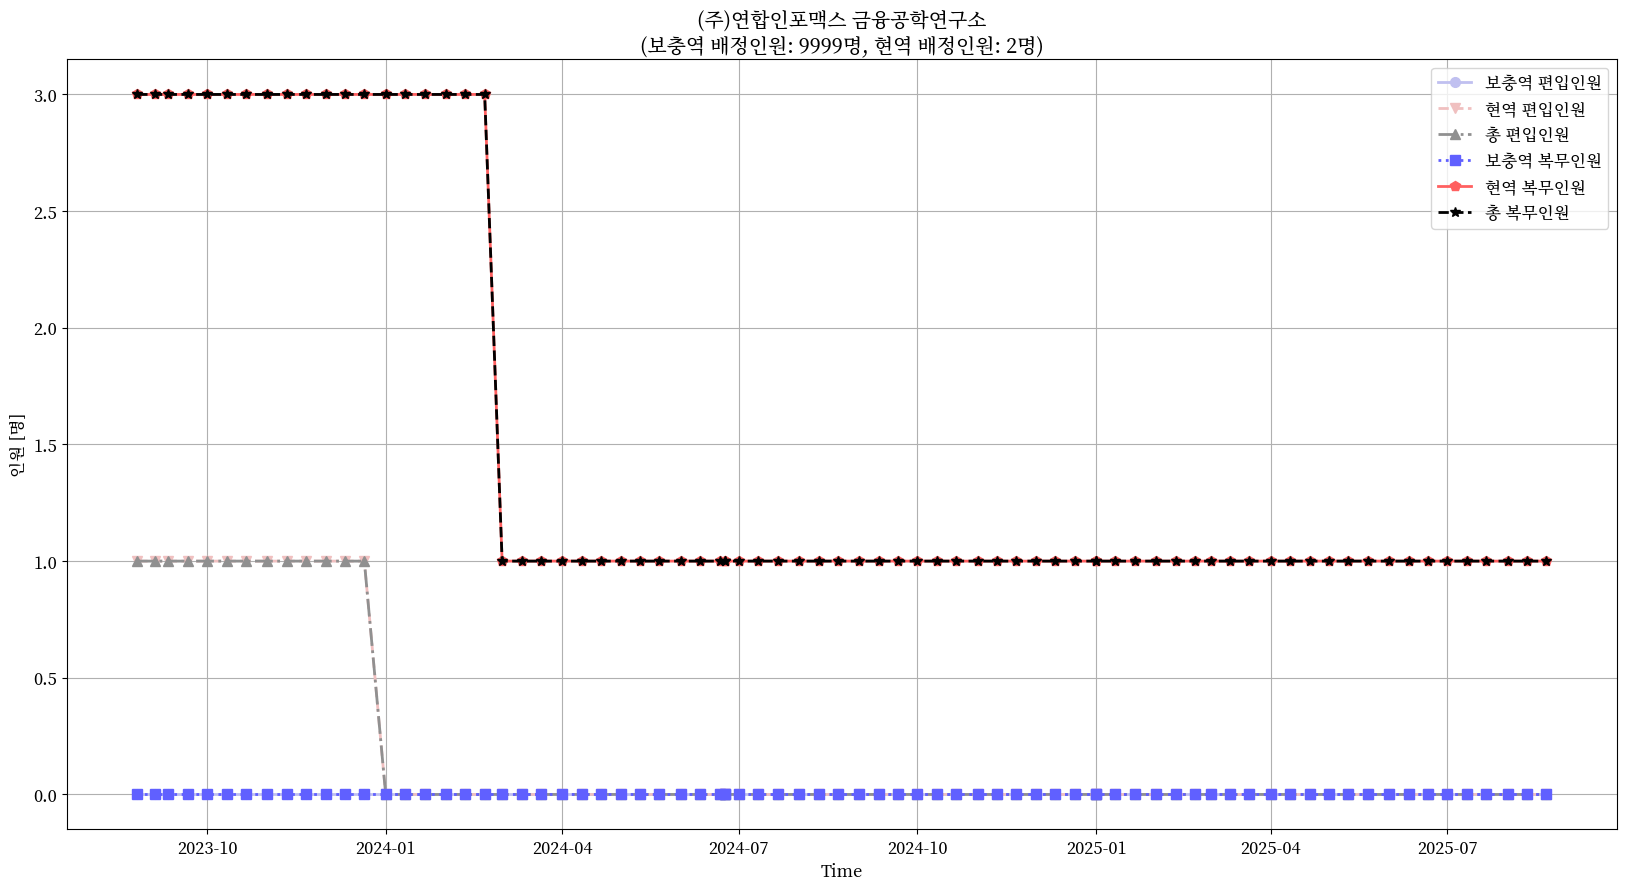 (주)연합인포맥스 금융공학연구소
(보충역 배정인원: 9999명, 현역 배정인원: 2명)
보충역 편입인원
현역 편입인원
총 편입인원
보충역 복무인원
현역 복무인원
총 복무인원
인원 [명]
3.0
2.5
2.0
1.5
1.0
0.5
0.0
2023-10
2024-01
2024-04
2024-07
2024-10
2025-01
2025-04
2025-07
Time